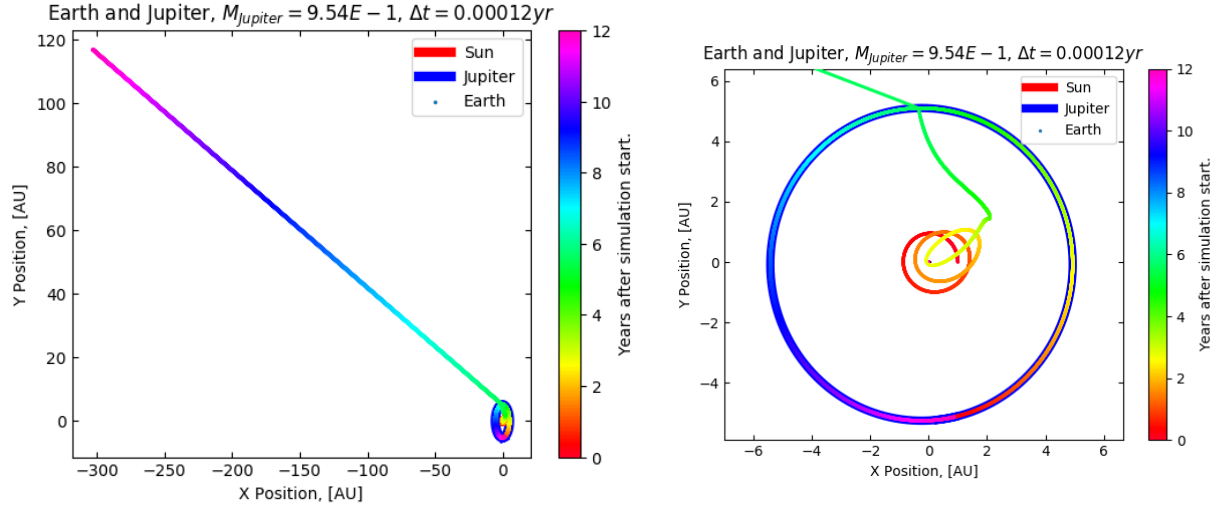 Earth and Jupiter, $M_{Jupiter} = 9.54E-1$, $\Delta t = 0.00012yr$
120
100
80
60
40
20
0
Y Position, [AU]
−300 −250 −200 −150 −100 −50 0
X Position, [AU]
Sun
Jupiter
Earth
12
10
8
6
4
2
0
Years after simulation start.
Earth and Jupiter, $M_{Jupiter} = 9.54E-1$, $\Delta t = 0.00012yr$
6
4
2
0
−2
−4
Y Position, [AU]
−6 −4 −2 0 2 4 6
X Position, [AU]
Sun
Jupiter
Earth
12
10
8
6
4
2
0
Years after simulation start.